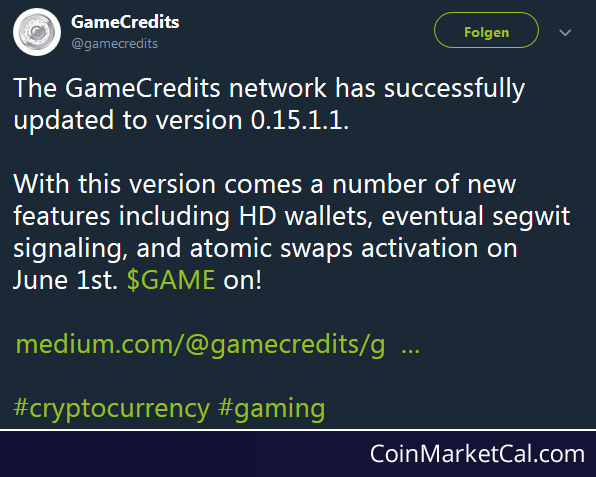 GameCredits
@gamecredits
Folgen
The GameCredits network has successfully
updated to version 0.15.1.1.
With this version comes a number of new
features including HD wallets, eventual segwit
signaling, and atomic swaps activation on
June 1st. $GAME on!
medium.com/@gamecredits/g ...
#cryptocurrency #gaming
CoinMarketCal.com